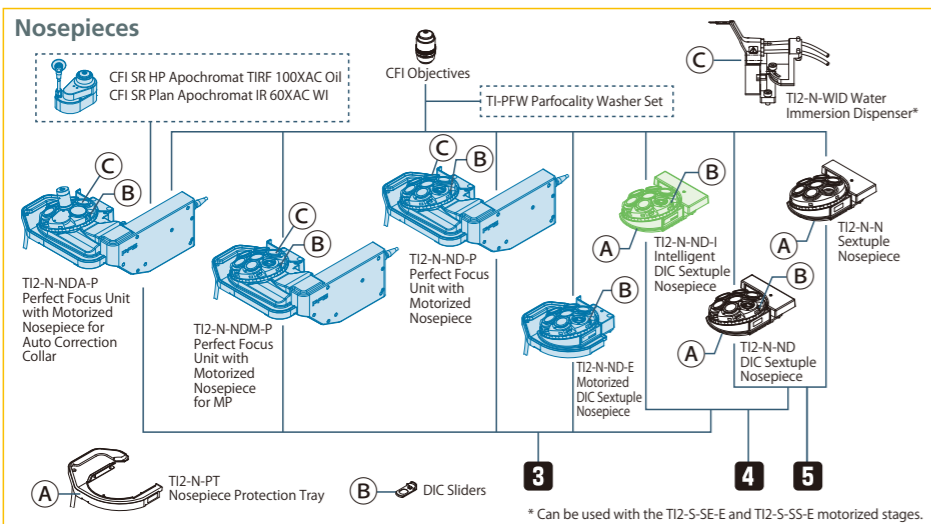 Nosepieces
CFI SR HP Apochromat TIRF 100XAC Oil
CFI SR Plan Apochromat IR 60XAC WI
CFI Objectives
TI-PFW Parfocality Washer Set
C
TI2-N-WID Water
Immersion Dispenser*
C
B
TI2-N-NDA-P
Perfect Focus Unit
with Motorized
Nosepiece for
Auto Correction
Collar
C
B
TI2-N-NDM-P
Perfect Focus
Unit with
Motorized
Nosepiece
for MP
C
B
TI2-N-ND-P
Perfect Focus
Unit with
Motorized
Nosepiece
B
TI2-N-ND-E
Motorized
DIC Sextuple
Nosepiece
B
A
TI2-N-ND-I
Intelligent
DIC Sextuple
Nosepiece
B
A
TI2-N-ND
DIC Sextuple
Nosepiece
A
TI2-N-N
Sextuple
Nosepiece
3
4
5
A
TI2-N-PT
Nosepiece Protection Tray
B
DIC Sliders
* Can be used with the TI2-S-SE-E and TI2-S-SS-E motorized stages.